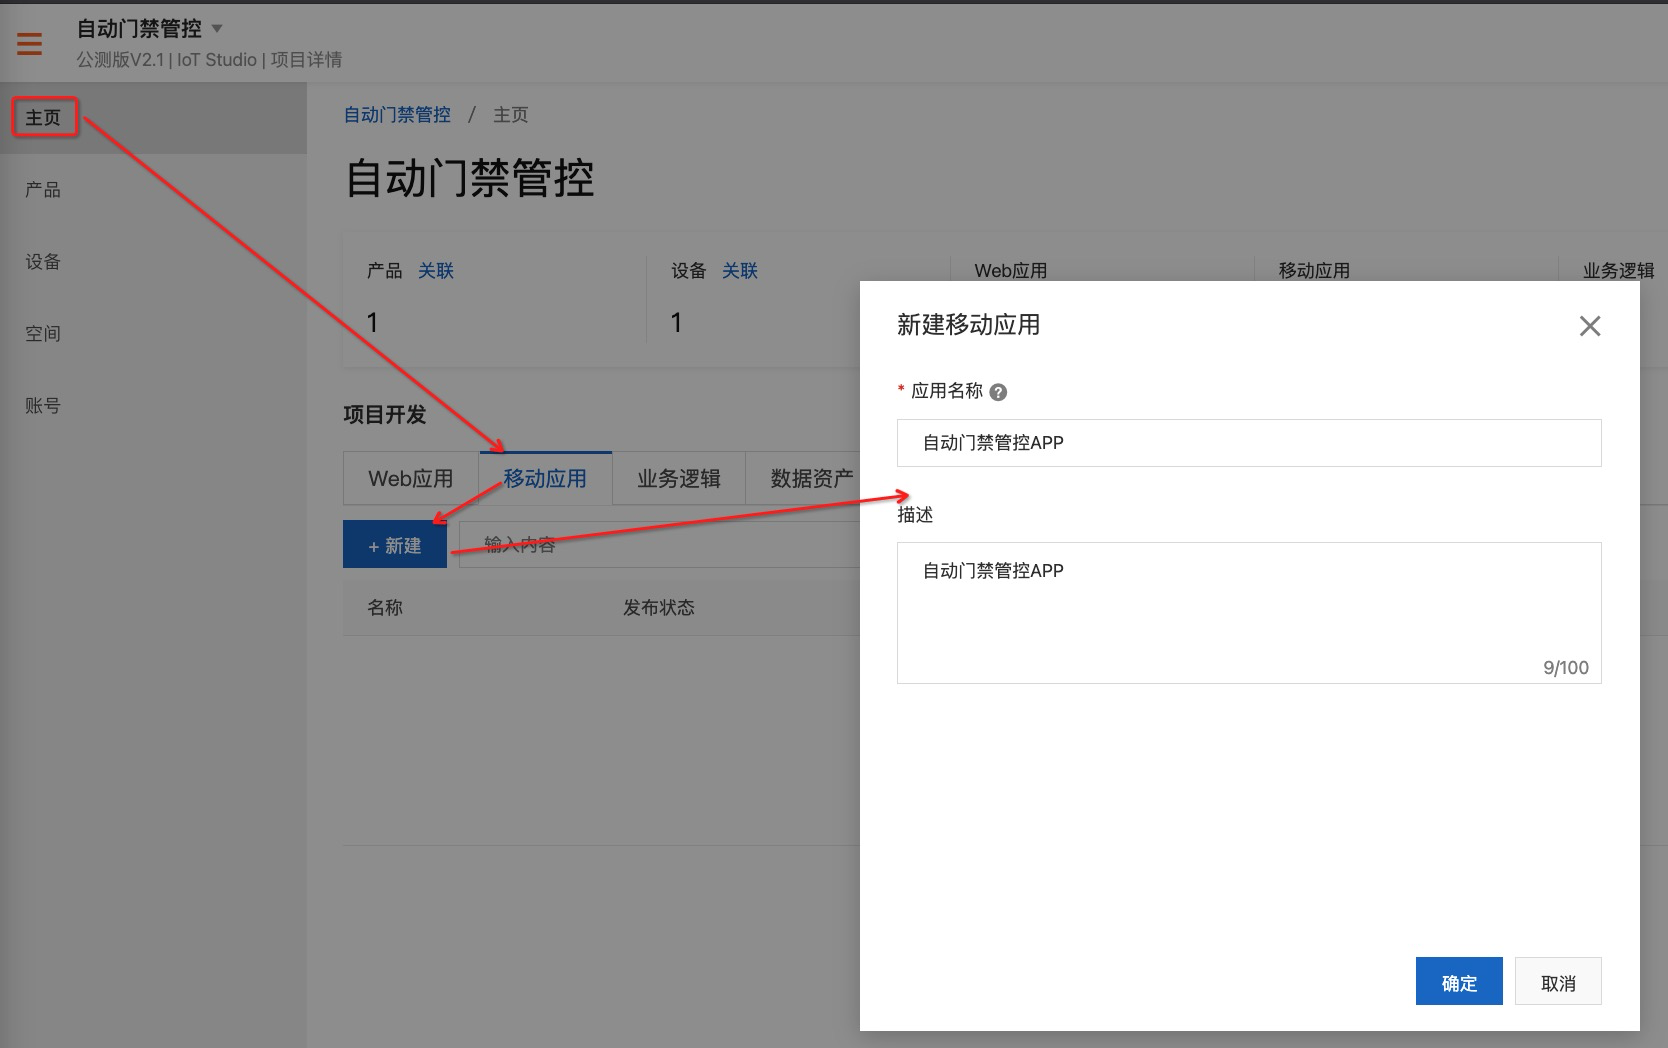 自动门禁管控
公测版V2.1 | IoT Studio | 项目详情
主页
产品
设备
空间
账号
自动门禁管控 / 主页
自动门禁管控
产品 关联
1
设备 关联
1
Web应用
移动应用
业务逻辑
项目开发
Web应用 移动应用 业务逻辑 数据资产
+ 新建 输入内容
名称 发布状态
新建移动应用
* 应用名称 ?
自动门禁管控APP
描述
自动门禁管控APP
9/100
确定 取消